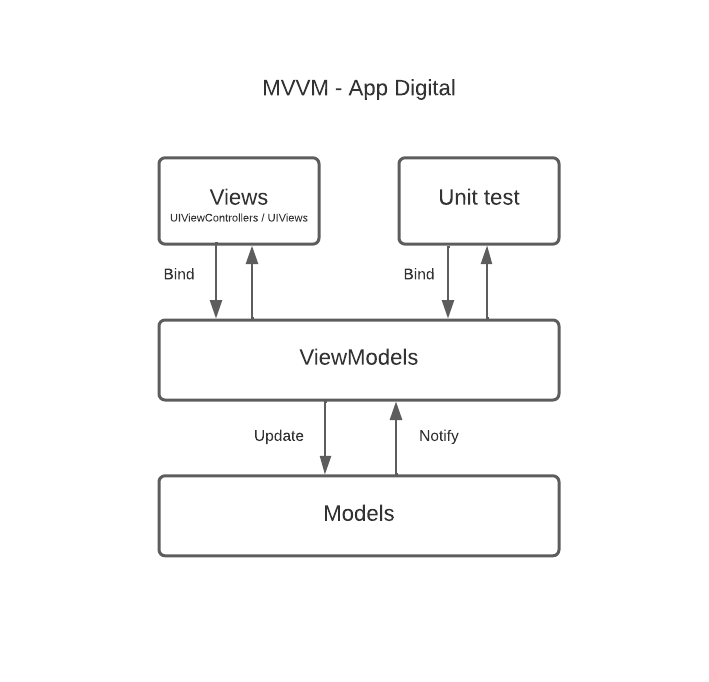 MVVM - App Digital
Views
UIViewControllers / UIViews
Unit test
Bind
Bind
ViewModels
Update
Notify
Models